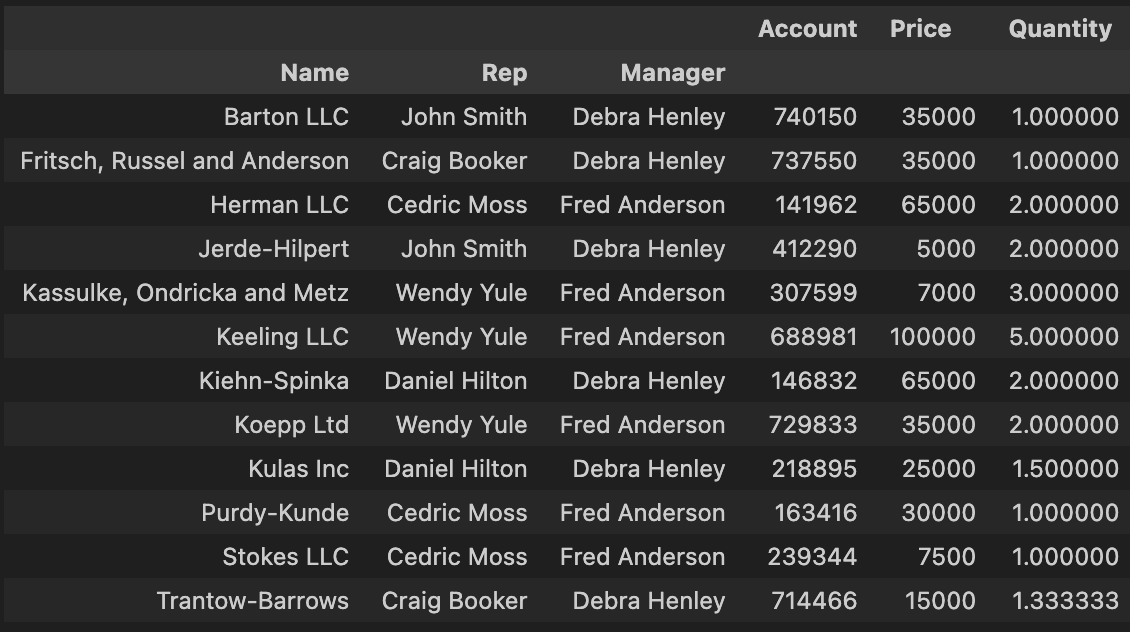 Account Price Quantity
Name Rep Manager
Barton LLC John Smith Debra Henley 740150 35000 1.000000
Fritsch, Russel and Anderson Craig Booker Debra Henley 737550 35000 1.000000
Herman LLC Cedric Moss Fred Anderson 141962 65000 2.000000
Jerde-Hilpert John Smith Debra Henley 412290 5000 2.000000
Kassulke, Ondricka and Metz Wendy Yule Fred Anderson 307599 7000 3.000000
Keeling LLC Wendy Yule Fred Anderson 688981 100000 5.000000
Kiehn-Spinka Daniel Hilton Debra Henley 146832 65000 2.000000
Koepp Ltd Wendy Yule Fred Anderson 729833 35000 2.000000
Kulas Inc Daniel Hilton Debra Henley 218895 25000 1.500000
Purdy-Kunde Cedric Moss Fred Anderson 163416 30000 1.000000
Stokes LLC Cedric Moss Fred Anderson 239344 7500 1.000000
Trantow-Barrows Craig Booker Debra Henley 714466 15000 1.333333